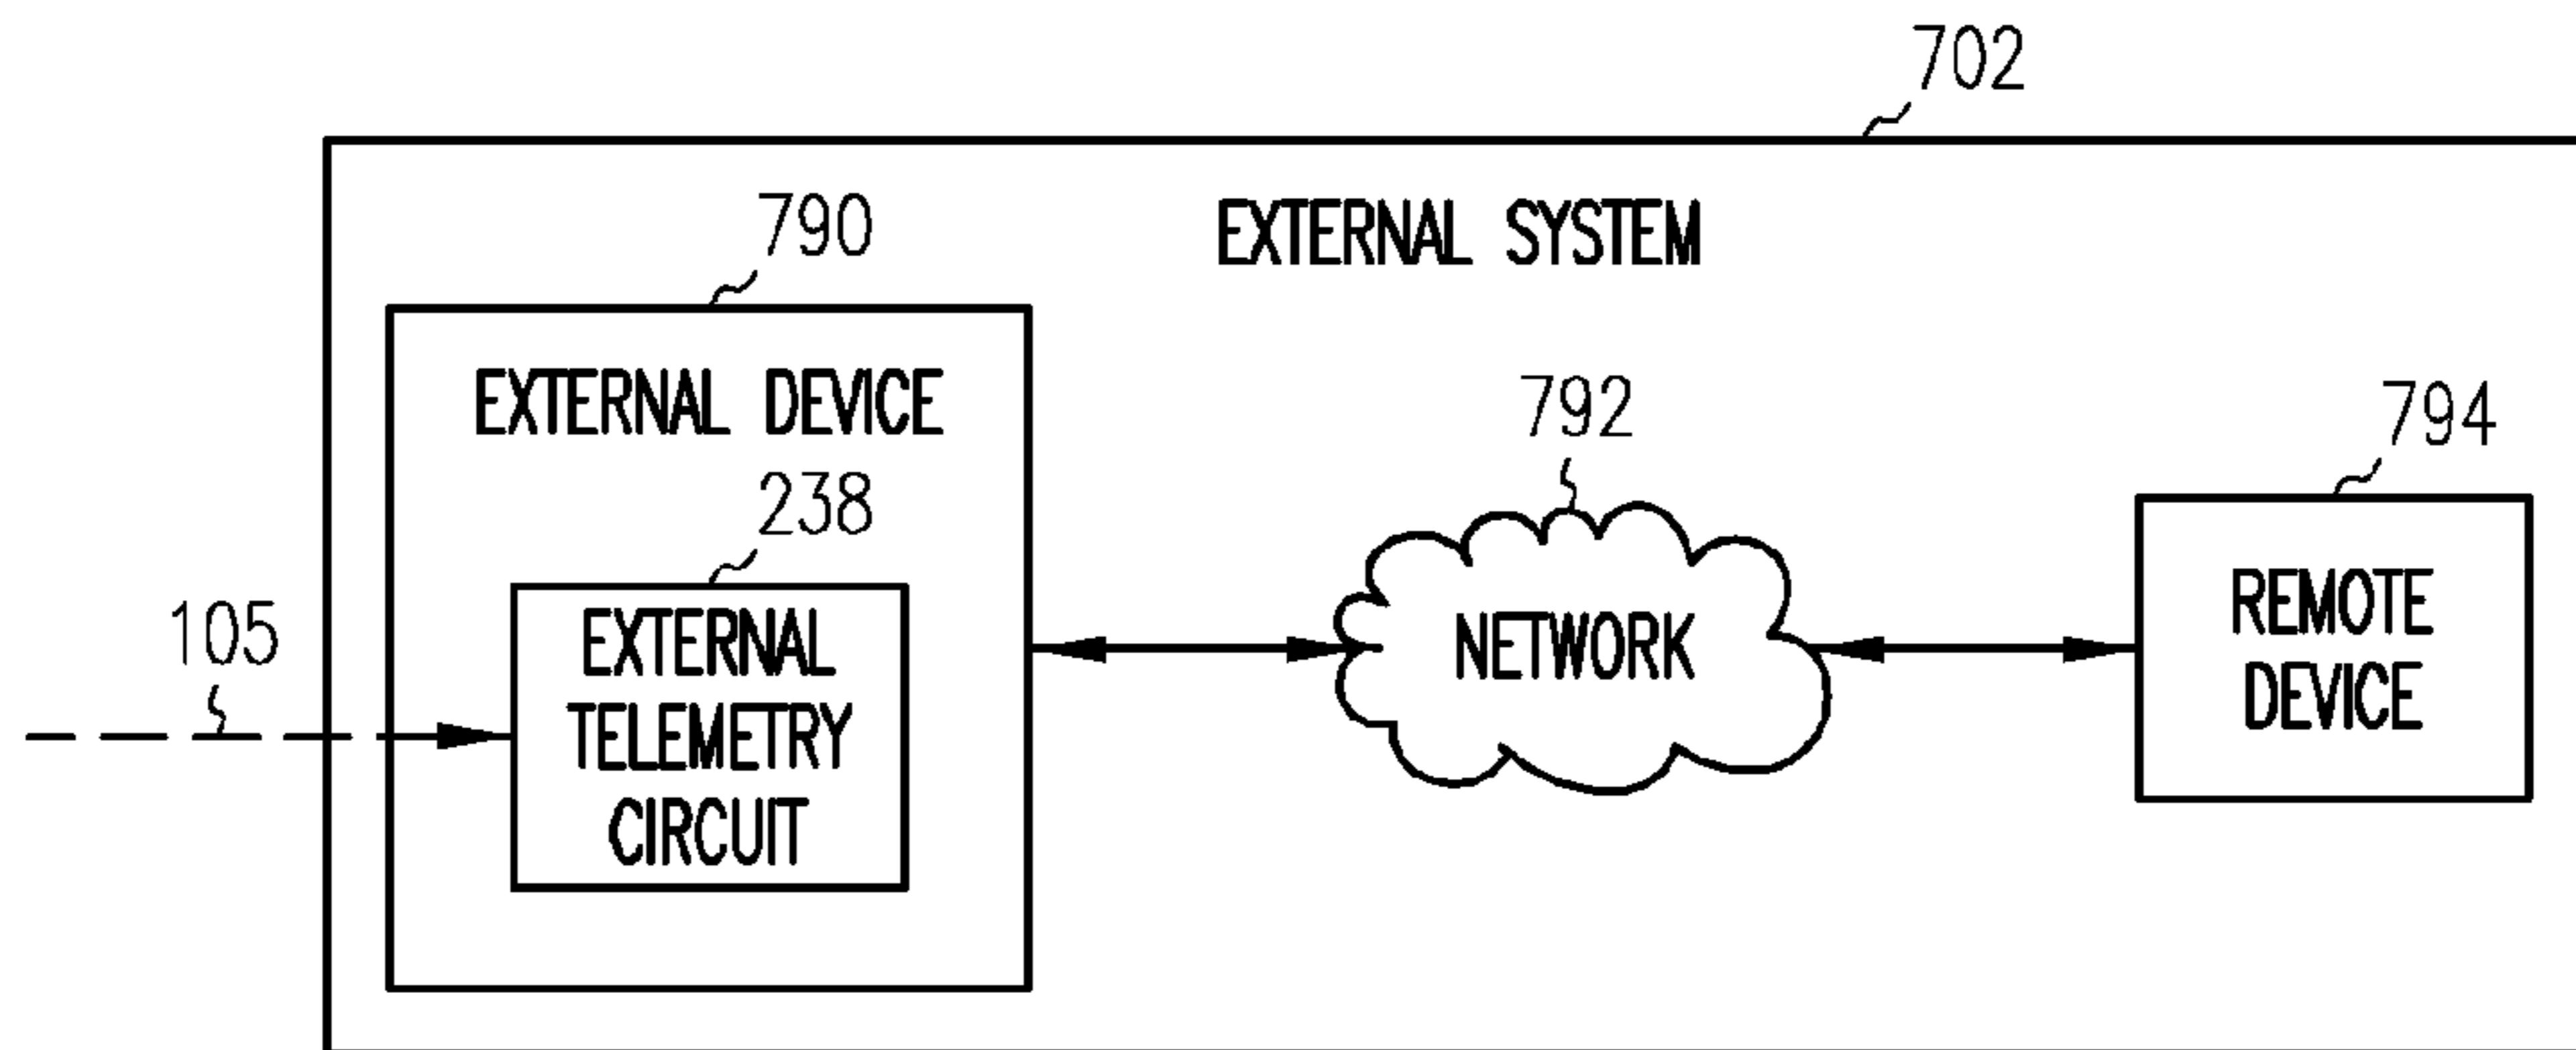 702
790
EXTERNAL SYSTEM
EXTERNAL DEVICE
792
794
238
105
EXTERNAL
TELEMETRY
CIRCUIT
NETWORK
REMOTE
DEVICE